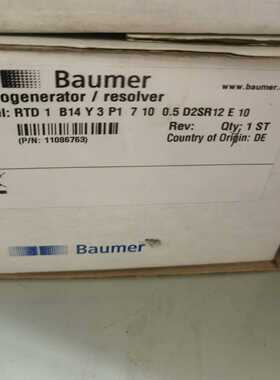 Baumer
www.baumer.
ogenerator / resolver
el: RTD 1 B14 Y 3 P1 7 10 0.5 D2SR12 E 10
Rev: Qty: 1 ST
(P/N: 11086763) Country of Origin: DE
Baumer